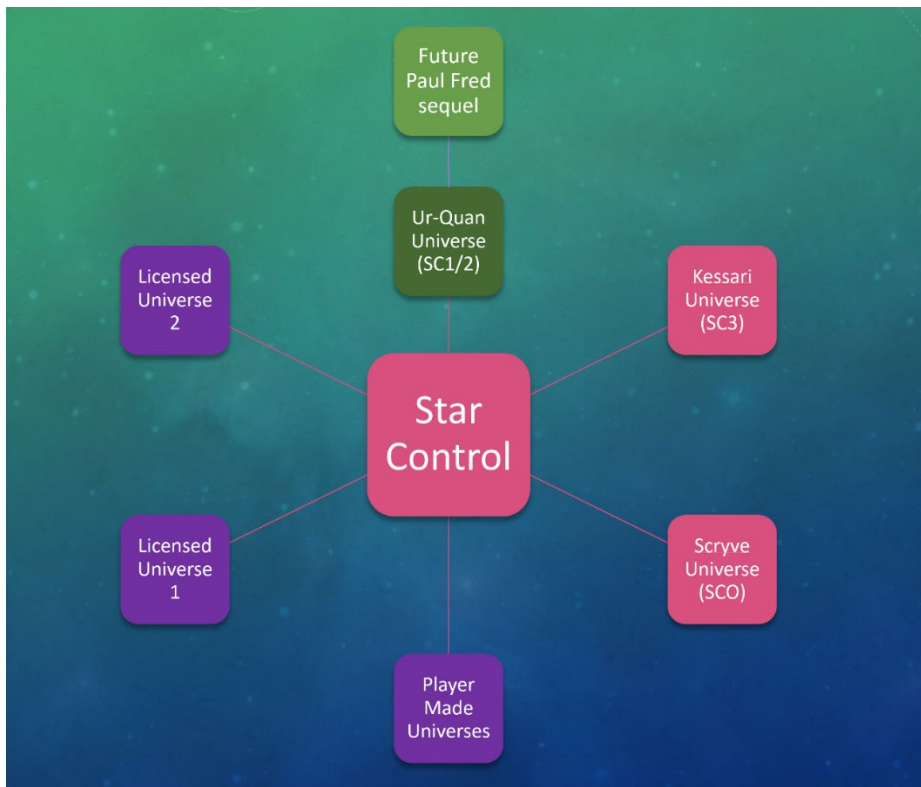 Future
Paul Fred
sequel
Ur-Quan
Universe
(SC1/2)
Licensed
Universe
2
Kessari
Universe
(SC3)
Star
Control
Licensed
Universe
1
Scryve
Universe
(SCO)
Player
Made
Universes